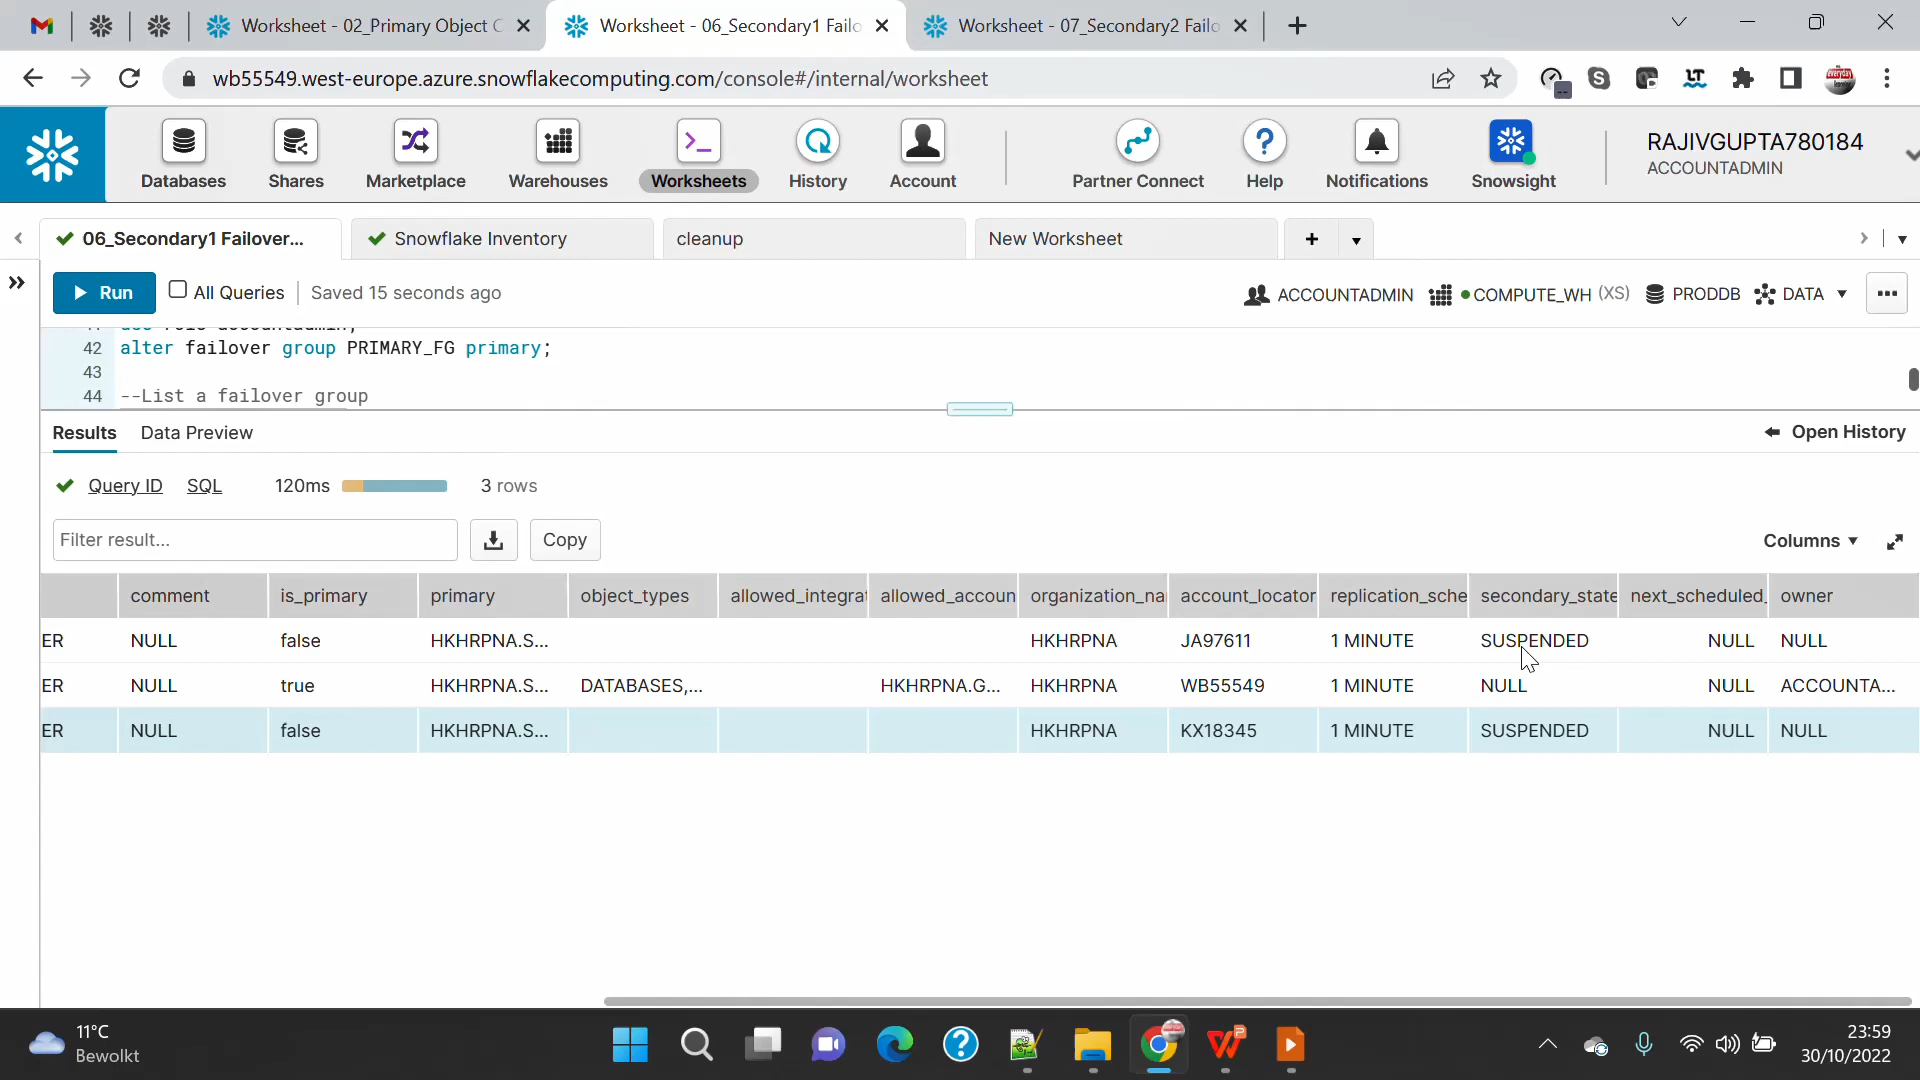 Worksheet - 02_Primary Object C
Worksheet - 06_Secondary1 Failo
Worksheet - 07_Secondary2 Failo
wb55549.west-europe.azure.snowflakecomputing.com/console#/internal/worksheet
Databases
Shares
Marketplace
Warehouses
Worksheets
History
Account
Partner Connect
Help
Notifications
Snowsight
RAJIVGUPTA780184
ACCOUNTADMIN
06_Secondary1 Failover...
Snowflake Inventory
cleanup
New Worksheet
Run
All Queries
Saved 15 seconds ago
ACCOUNTADMIN
COMPUTE_WH (XS)
PRODDB
DATA
42 alter failover group PRIMARY_FG primary;
43
44 --List a failover group
Results
Data Preview
Open History
Query ID
SQL
120ms
3 rows
Filter result...
Copy
Columns
comment is_primary primary object_types allowed_integrat allowed_accoun organization_na account_locator replication_sche secondary_state next_scheduled_ owner
ER NULL false HKHRPNA.S... HKHRPNA JA97611 1 MINUTE SUSPENDED NULL NULL
ER NULL true HKHRPNA.S... DATABASES,... HKHRPNA.G... HKHRPNA WB55549 1 MINUTE NULL NULL ACCOUNTA...
ER NULL false HKHRPNA.S... HKHRPNA KX18345 1 MINUTE SUSPENDED NULL NULL
11°C
Bewolkt
23:59
30/10/2022